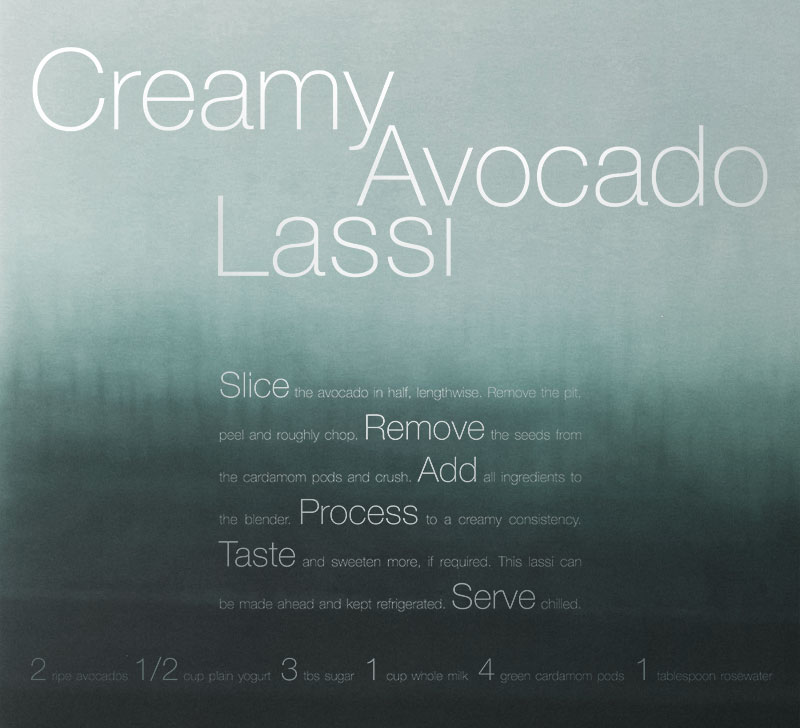 Creamy
Avocado
Lassi
Slice the avocado in half, lengthwise. Remove the pit,
peel and roughly chop. Remove the seeds from
the cardamom pods and crush. Add all ingredients to
the blender. Process to a creamy consistency.
Taste and sweeten more, if required. This lassi can
be made ahead and kept refrigerated. Serve chilled.
2 ripe avocados 1/2 cup plain yogurt 3 tbs sugar 1 cup whole milk 4 green cardamom pods 1 tablespoon rosewater